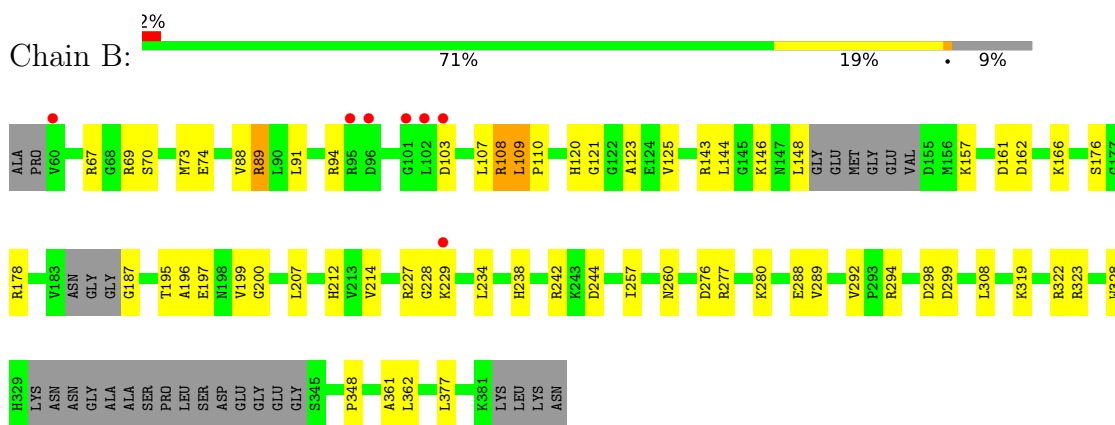 2%
Chain B:
71% 19% • 9%
ALA PRO V60 R67 G68 R69 S70 M73 E74 V88 R89 L90 L91 R94 R95 D96 G101 L102 D103 L107 R108 L109 P110 H120 G121 G122 A123 E124 V125 R143 L144 G145 K146 N147 L148 GLY GLU MET GLY GLU VAL D155 M156 K157 D161 D162 K166 S176 G177
R178 V183 ASN GLY GLY G187 T195 A196 E197 N198 V199 G200 L207 H212 V213 V214 R227 G228 K229 L234 H238 R242 K243 D244 I257 N260 D276 R277 K280 E288 V289 V292 P293 R294 D298 D299 L308 K319 R322 R323
H329 LYS ASN ASN GLY ALA ALA SER PRO LEU SER ASP GLU GLY GLU GLY S345 P348 A361 L362 L377 K381 LYS LEU LYS ASN